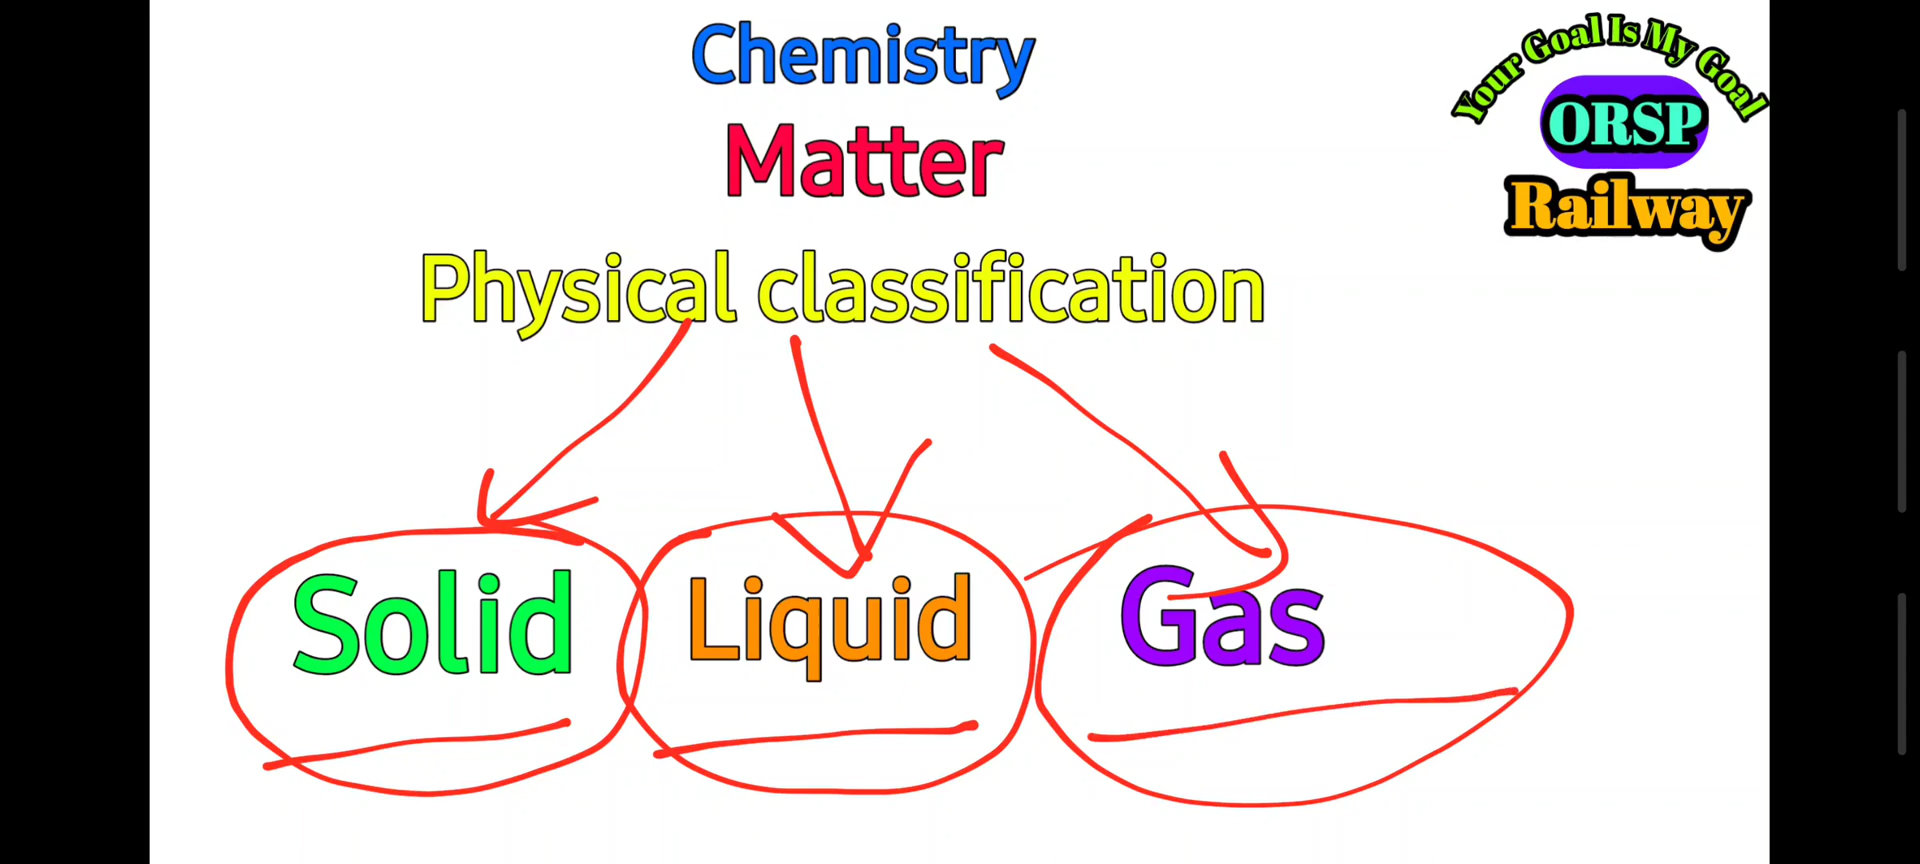 Chemistry
Your Goal Is My Goal
ORSP
Matter
Railway
Physical classification
Solid Liquid Gas